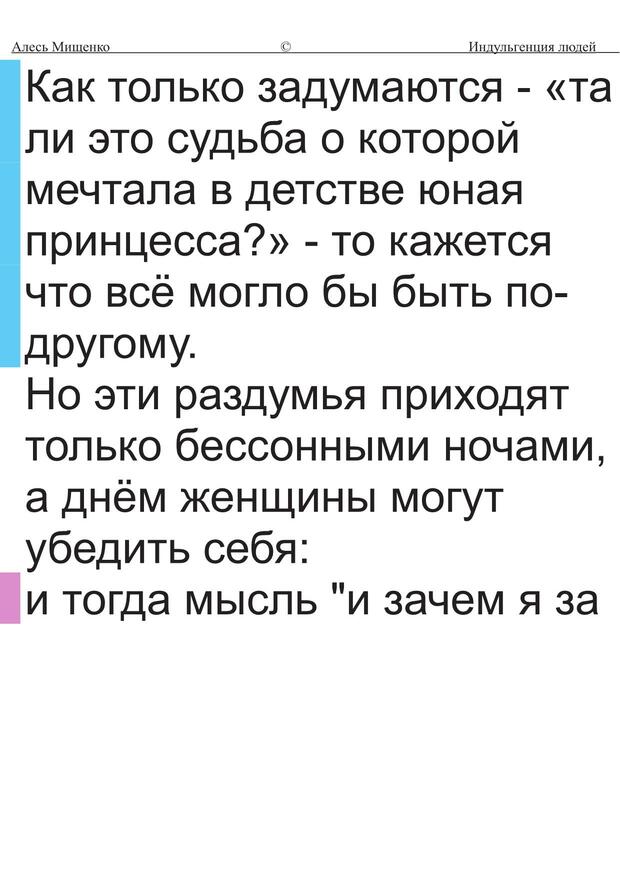 Алесь Мищенко © Индульгенция людей
Как только задумаются - «та
ли это судьба о которой
мечтала в детстве юная
принцесса?» - то кажется
что всё могло бы быть по-
другому.
Но эти раздумья приходят
только бессонными ночами,
а днём женщины могут
убедить себя:
и тогда мысль "и зачем я за